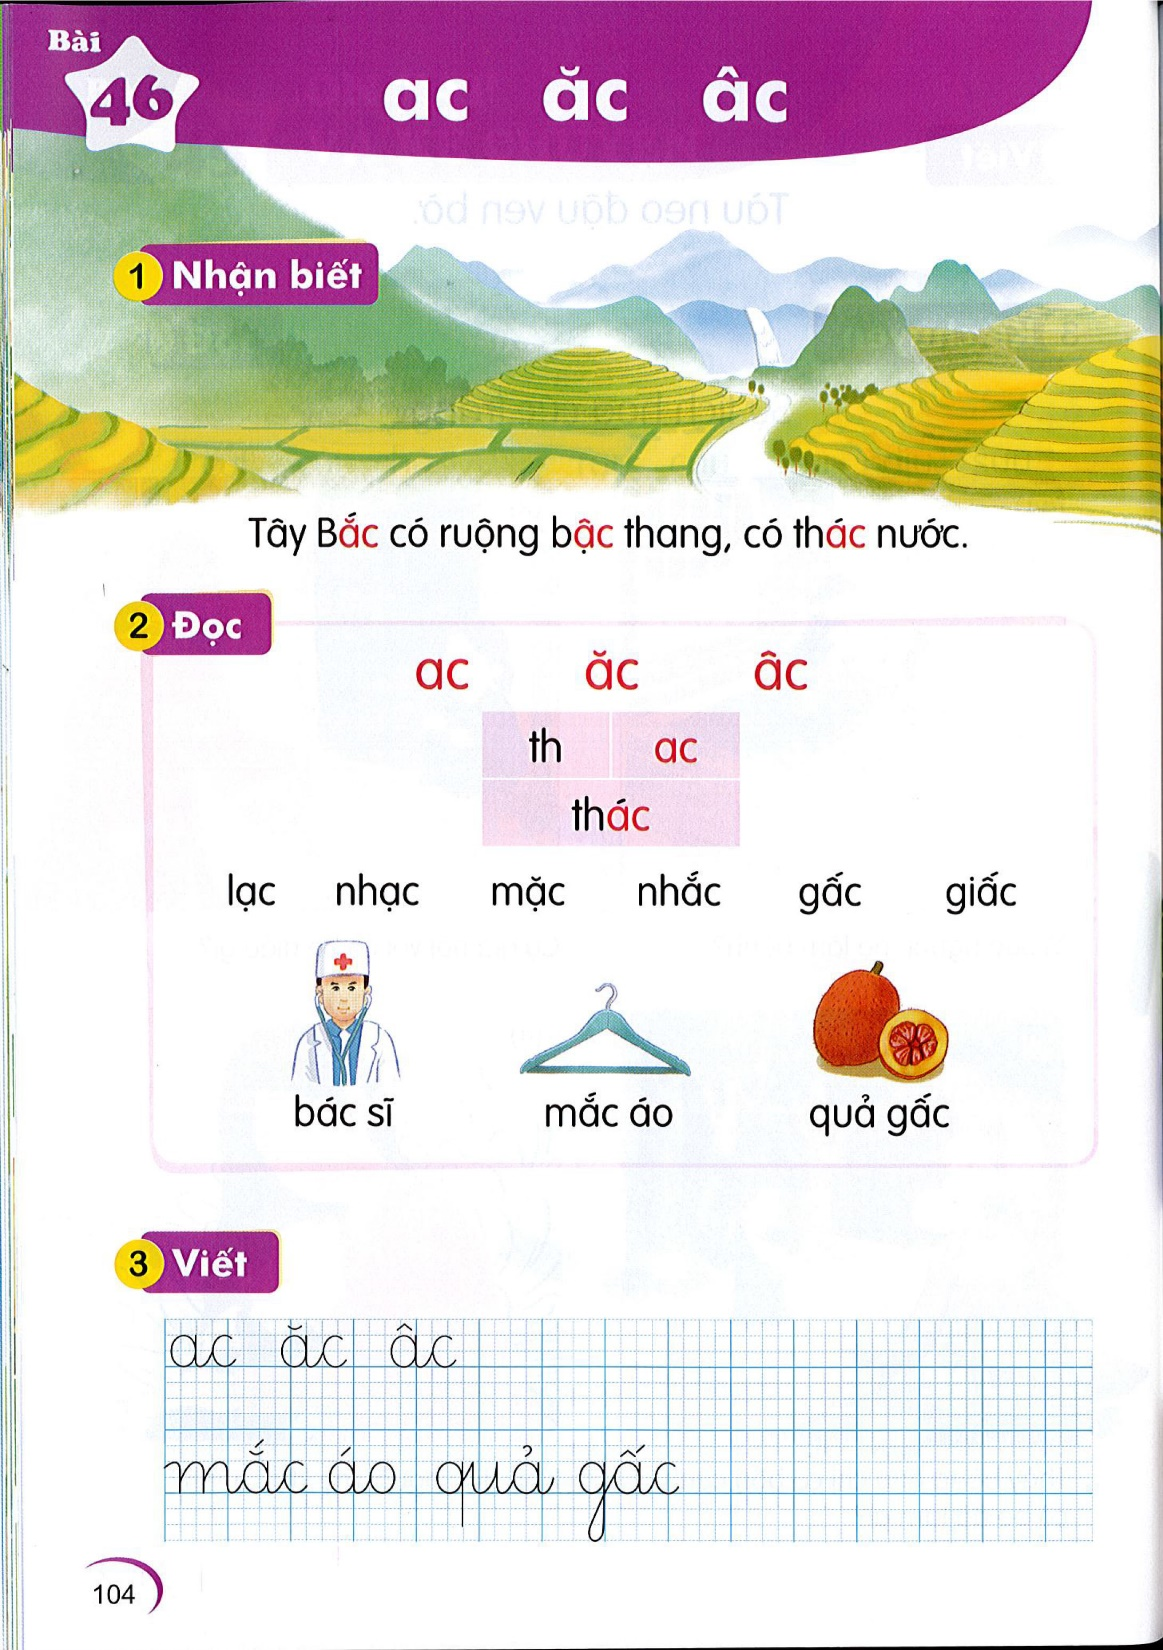 Bài
46
ac ăc âc
1 Nhận biết
Tây Bắc có ruộng bậc thang, có thác nước.
2 Đọc
ac ăc âc
th ac
thác
lạc nhạc mặc nhắc gấc giấc
bác sĩ mắc áo quả gấc
3 Viết
ac ăc âc
mắc áo quả gấc
104